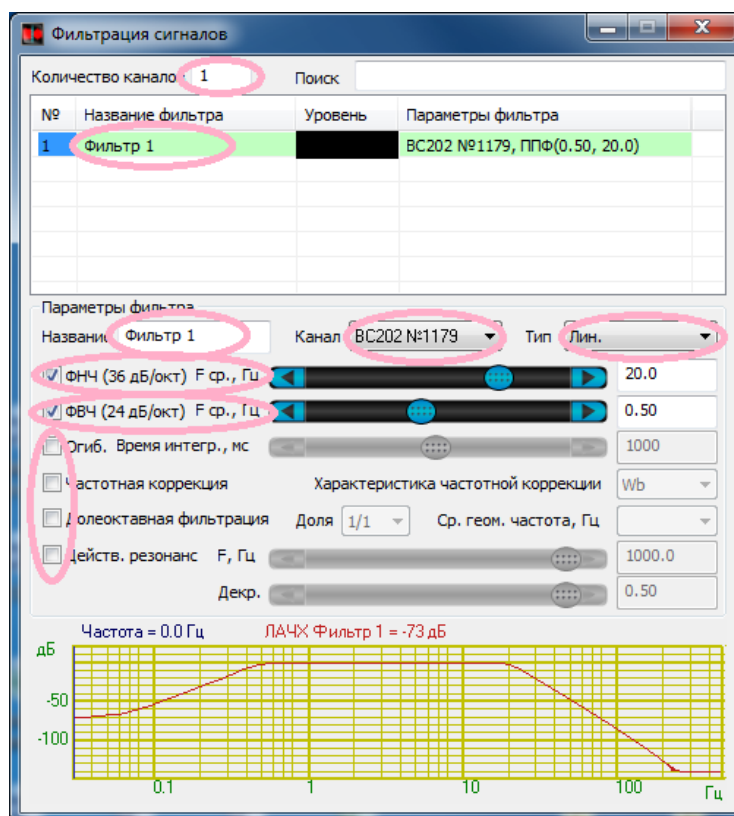 Фильтрация сигналов
Количество каналов 1 Поиск
№ Название фильтра Уровень Параметры фильтра
1 Фильтр 1 ВС202 №1179, ППФ(0.50, 20.0)
Параметры фильтра
Название Фильтр 1 Канал ВС202 №1179 Тип Лин.
ФНЧ (36 дБ/окт) F ср., Гц 20.0
ФВЧ (24 дБ/окт) F ср., Гц 0.50
Огиб. Время интегр., мс 1000
Частотная коррекция Характеристика частотной коррекции Wb
Долеоктавная фильтрация Доля 1/1 Ср. геом. частота, Гц
Действ. резонанс F, Гц 1000.0
Декр. 0.50
Частота = 0.0 Гц ЛАЧХ Фильтр 1 = -73 дБ
дБ
-50
-100
0.1 1 10 100 Гц